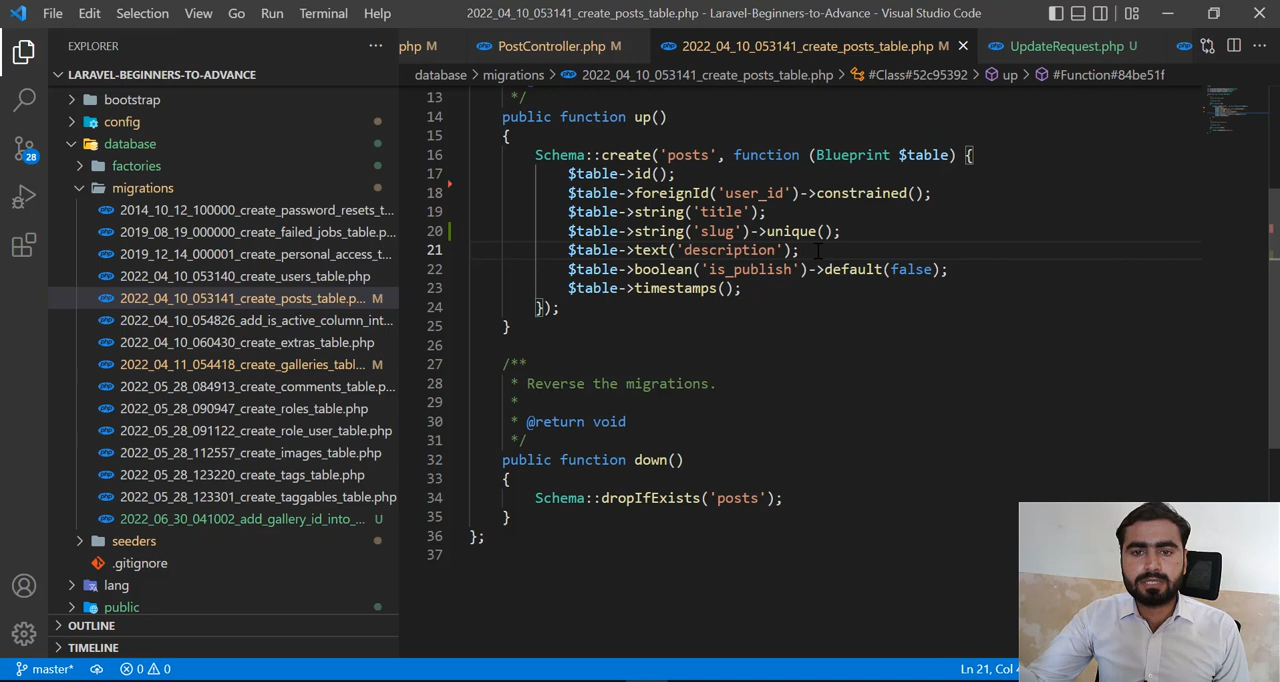 File Edit Selection View Go Run Terminal Help
2022_04_10_053141_create_posts_table.php - Laravel-Beginners-to-Advance - Visual Studio Code
EXPLORER
php M
PostController.php M
2022_04_10_053141_create_posts_table.php M
UpdateRequest.php U
database > migrations > 2022_04_10_053141_create_posts_table.php > #Class#52c95392 > up > #Function#84be51f
LARAVEL-BEGINNERS-TO-ADVANCE
bootstrap
config
database
factories
migrations
2014_10_12_100000_create_password_resets_t...
2019_08_19_000000_create_failed_jobs_table.p...
2019_12_14_000001_create_personal_access_t...
2022_04_10_053140_create_users_table.php
2022_04_10_053141_create_posts_table.p... M
2022_04_10_054826_add_is_active_column_int...
2022_04_10_060430_create_extras_table.php
2022_04_11_054418_create_galleries_tabl... M
2022_05_28_084913_create_comments_table.p...
2022_05_28_090947_create_roles_table.php
2022_05_28_091122_create_role_user_table.php
2022_05_28_112557_create_images_table.php
2022_05_28_123220_create_tags_table.php
2022_05_28_123301_create_taggables_table.php
2022_06_30_041002_add_gallery_id_into_... U
seeders
.gitignore
lang
public
OUTLINE
TIMELINE
28
13 */
14 public function up()
15 {
16 Schema::create('posts', function (Blueprint $table) {
17 $table->id();
18 $table->foreignId('user_id')->constrained();
19 $table->string('title');
20 $table->string('slug')->unique();
21 $table->text('description');
22 $table->boolean('is_publish')->default(false);
23 $table->timestamps();
24 });
25 }
26
27 /**
28 * Reverse the migrations.
29 *
30 * @return void
31 */
32 public function down()
33 {
34 Schema::dropIfExists('posts');
35 }
36 };
37
master* 0 0
Ln 21, Col